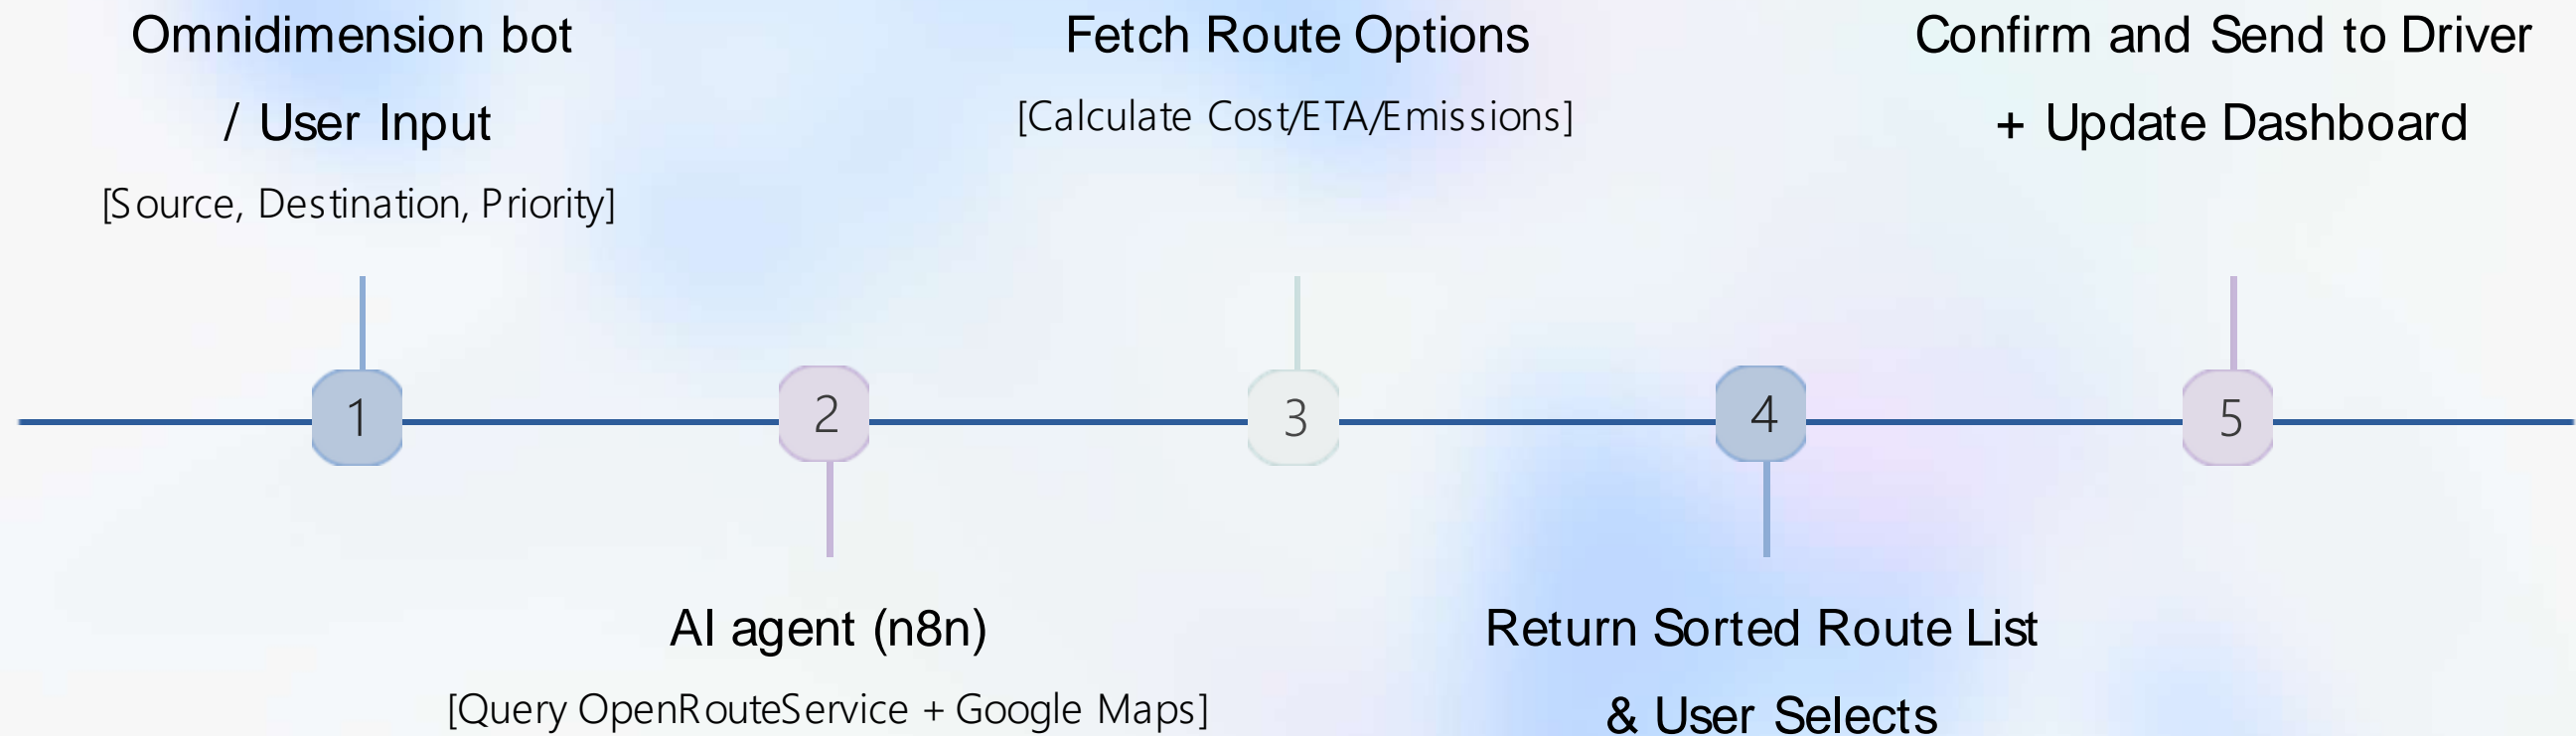 Omnidimension bot
/ User Input
[Source, Destination, Priority]
1
AI agent (n8n)
[Query OpenRouteService + Google Maps]
2
Fetch Route Options
[Calculate Cost/ETA/Emissions]
3
Return Sorted Route List
& User Selects
4
Confirm and Send to Driver
+ Update Dashboard
5